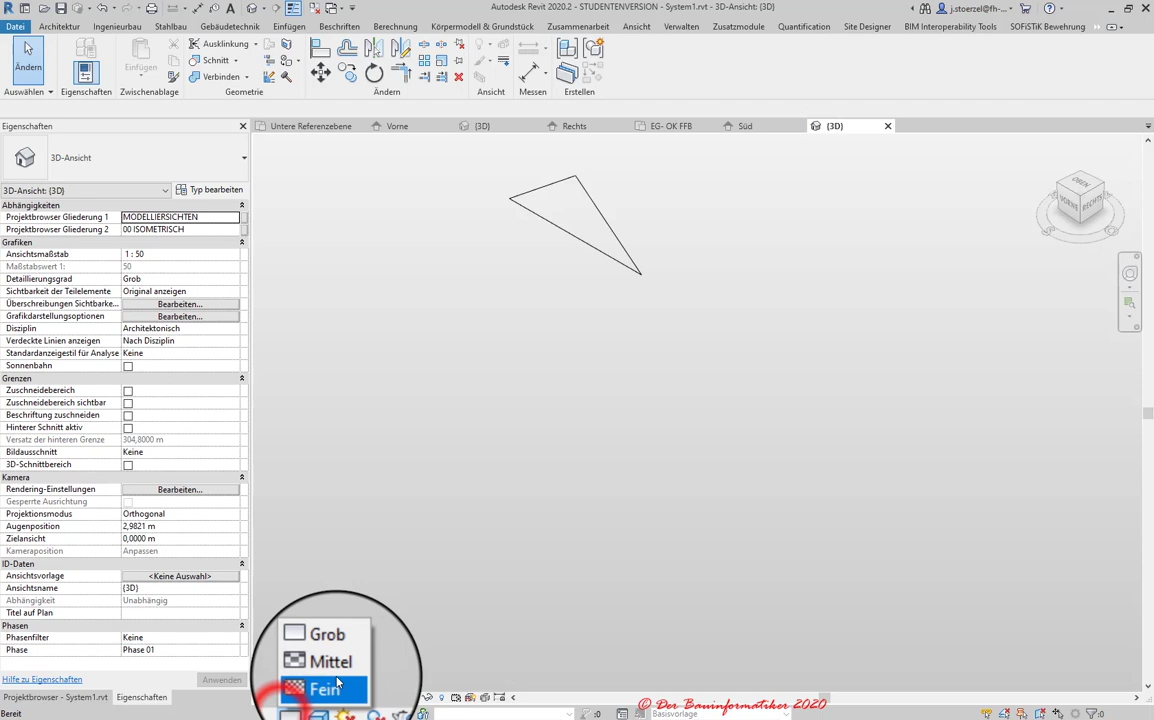 Autodesk Revit 2020.2 - STUDENTENVERSION - System1.rvt - 3D-Ansicht: {3D}
j.stoerzel@fh-...
Datei Architektur Ingenieurbau Stahlbau Gebäudetechnik Einfügen Beschriften Berechnung Körpermodell & Grundstück Zusammenarbeit Ansicht Verwalten Zusatzmodule Quantification Site Designer BIM Interoperability Tools SOFiSTiK Bewehrung
Ausklinkung
Schnitt
Verbinden
Ändern Einfügen
Auswählen Eigenschaften Zwischenablage Geometrie Ändern Ansicht Messen Erstellen
Eigenschaften
Untere Referenzebene Vorne {3D} Rechts EG- OK FFB Süd {3D}
3D-Ansicht
3D-Ansicht: {3D} Typ bearbeiten
Abhängigkeiten
Projektbrowser Gliederung 1 MODELLIERSICHTEN
Projektbrowser Gliederung 2 00 ISOMETRISCH
Grafiken
Ansichtsmaßstab 1 : 50
Maßstabswert 1: 50
Detaillierungsgrad Grob
Sichtbarkeit der Teilelemente Original anzeigen
Überschreibungen Sichtbarke... Bearbeiten...
Grafikdarstellungsoptionen Bearbeiten...
Disziplin Architektonisch
Verdeckte Linien anzeigen Nach Disziplin
Standardanzeigestil für Analyse Keine
Sonnenbahn
Grenzen
Zuschneidebereich
Zuschneidebereich sichtbar
Beschriftung zuschneiden
Hinterer Schnitt aktiv
Versatz der hinteren Grenze 304,8000 m
Bildausschnitt Keine
3D-Schnittbereich
Kamera
Rendering-Einstellungen Bearbeiten...
Gesperrte Ausrichtung
Projektionsmodus Orthogonal
Augenposition 2,9821 m
Zielansicht 0,0000 m
Kameraposition Anpassen
ID-Daten
Ansichtsvorlage <Keine Auswahl>
Ansichtsname {3D}
Abhängigkeit Unabhängig
Titel auf Plan
Phasen
Phasenfilter Keine
Phase Phase 01
Hilfe zu Eigenschaften Anwenden
Projektbrowser - System1.rvt Eigenschaften
Bereit
OBEN
VORNE RECHTS
Grob
Mittel
Fein
© Der Bauinformatiker 2020
:0 Basisvorlage :0